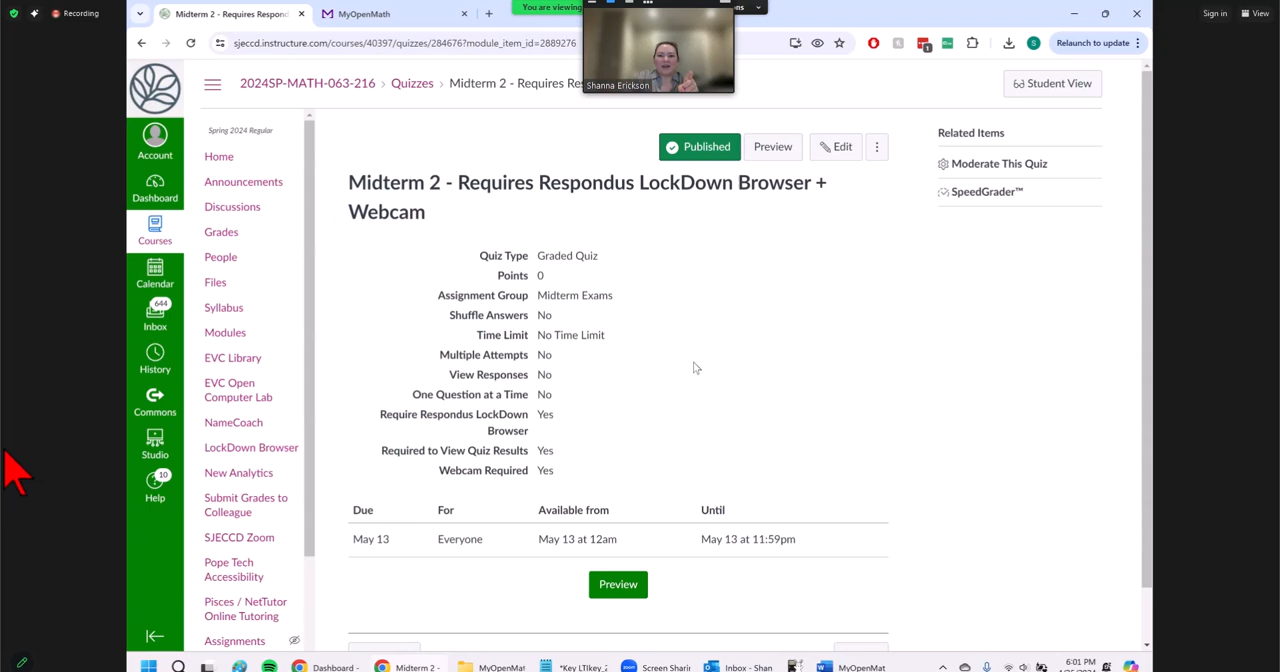 Recording
Midterm 2 - Requires Respond
MyOpenMath
You are viewing
Sign in
View
sjeccd.instructure.com/courses/40397/quizzes/284676?module_item_id=2889276
1
S
Relaunch to update
Shanna Erickson
2024SP-MATH-063-216 > Quizzes > Midterm 2 - Requires Res
Student View
Account
Dashboard
Courses
Calendar
644
Inbox
History
Commons
Studio
10
Help
Spring 2024 Regular
Home
Announcements
Discussions
Grades
People
Files
Syllabus
Modules
EVC Library
EVC Open
Computer Lab
NameCoach
LockDown Browser
New Analytics
Submit Grades to
Colleague
SJECCD Zoom
Pope Tech
Accessibility
Pisces / NetTutor
Online Tutoring
Assignments
Published
Preview
Edit
Midterm 2 - Requires Respondus LockDown Browser +
Webcam
Quiz Type Graded Quiz
Points 0
Assignment Group Midterm Exams
Shuffle Answers No
Time Limit No Time Limit
Multiple Attempts No
View Responses No
One Question at a Time No
Require Respondus LockDown Yes
Browser
Required to View Quiz Results Yes
Webcam Required Yes
Due For Available from Until
May 13 Everyone May 13 at 12am May 13 at 11:59pm
Preview
Related Items
Moderate This Quiz
SpeedGrader™
Dashboard -
Midterm 2 -
MyOpenMat
*Key LTIkey_
Screen Sharin
Inbox - Shan
MyOpenMat
6:01 PM